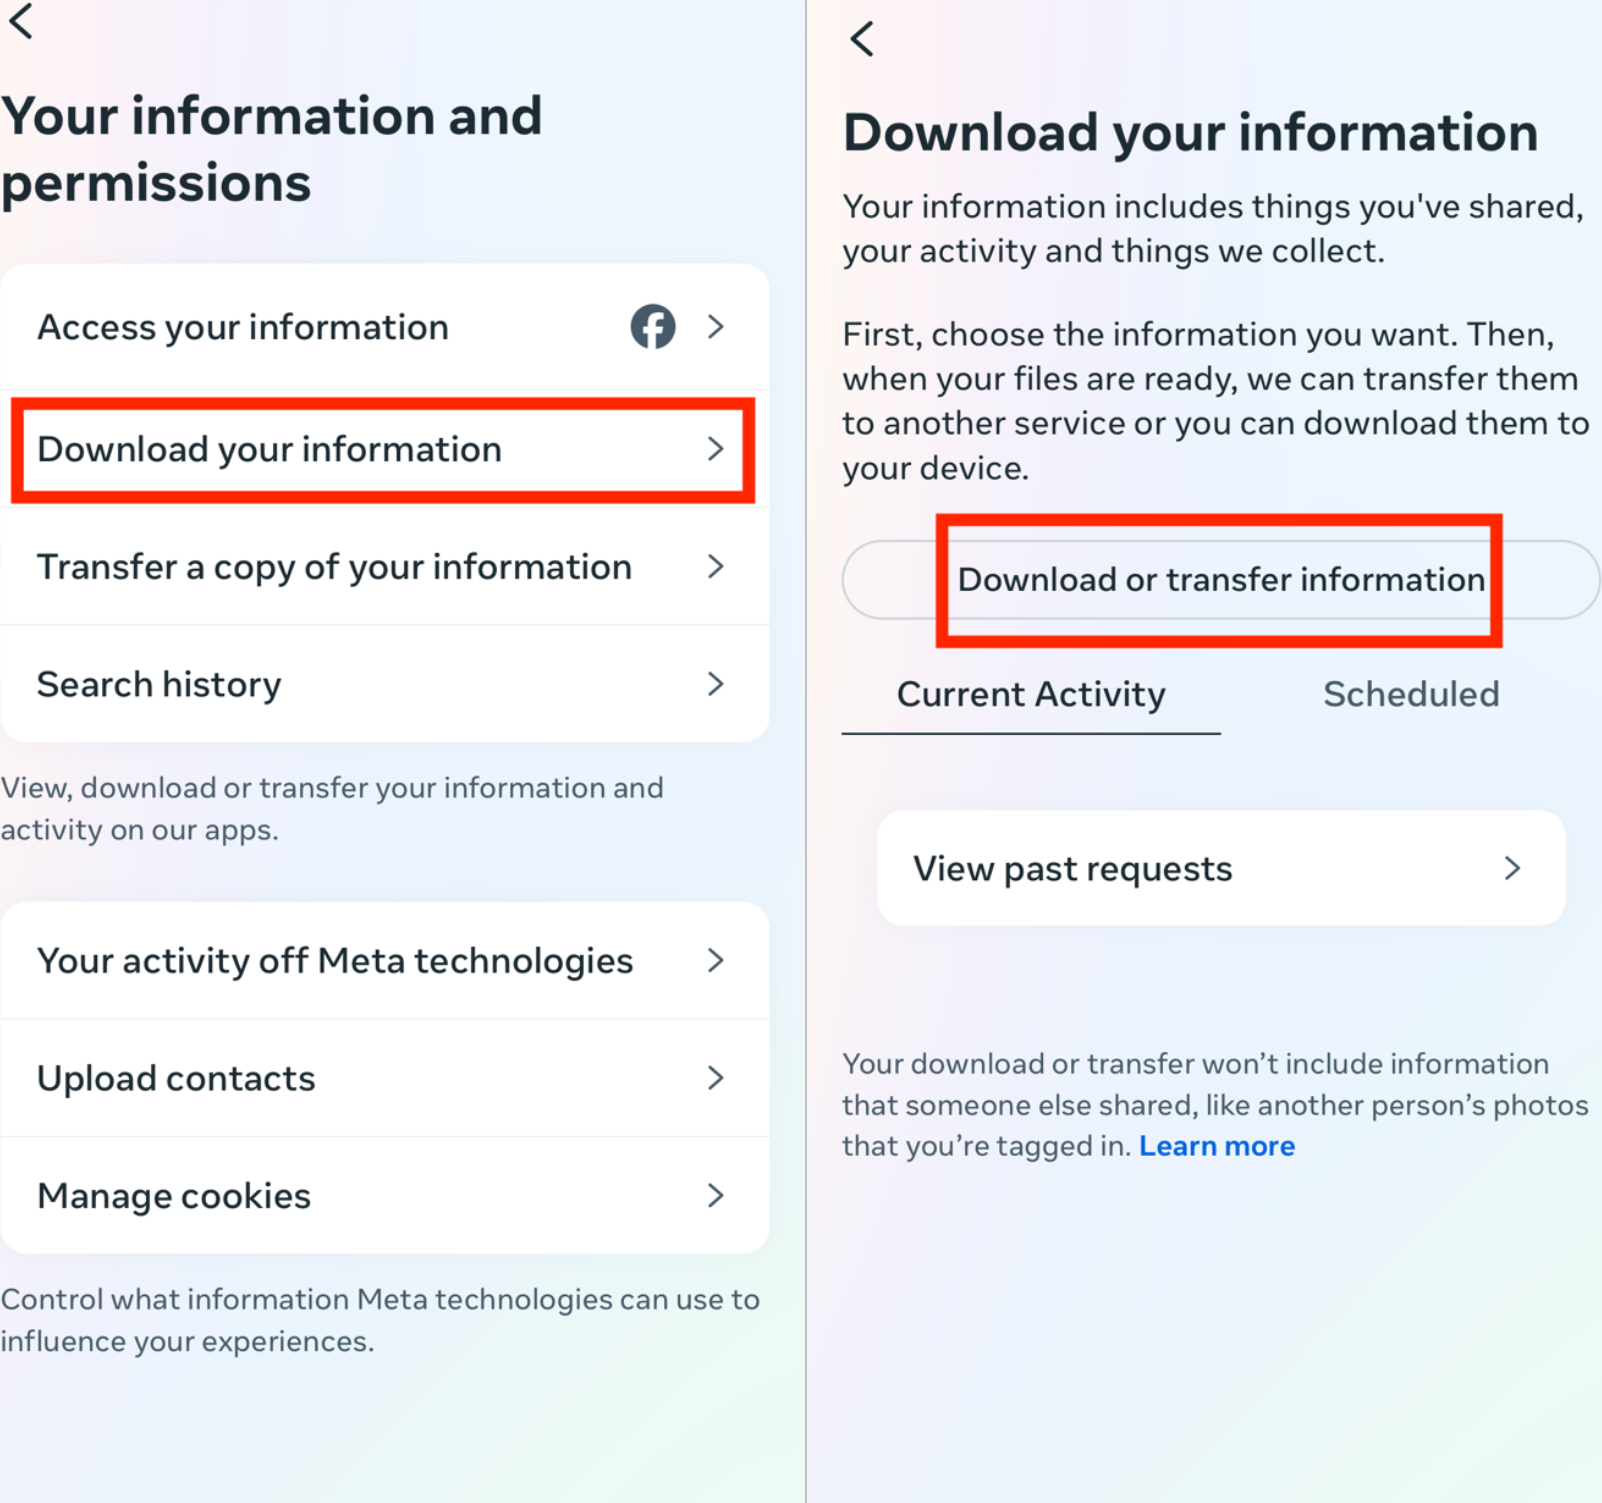 Your information and
permissions
Access your information
Download your information
Transfer a copy of your information
Search history
View, download or transfer your information and
activity on our apps.
Your activity off Meta technologies
Upload contacts
Manage cookies
Control what information Meta technologies can use to
influence your experiences.
Download your information
Your information includes things you've shared,
your activity and things we collect.
First, choose the information you want. Then,
when your files are ready, we can transfer them
to another service or you can download them to
your device.
Download or transfer information
Current Activity
Scheduled
View past requests
Your download or transfer won’t include information
that someone else shared, like another person’s photos
that you’re tagged in. Learn more